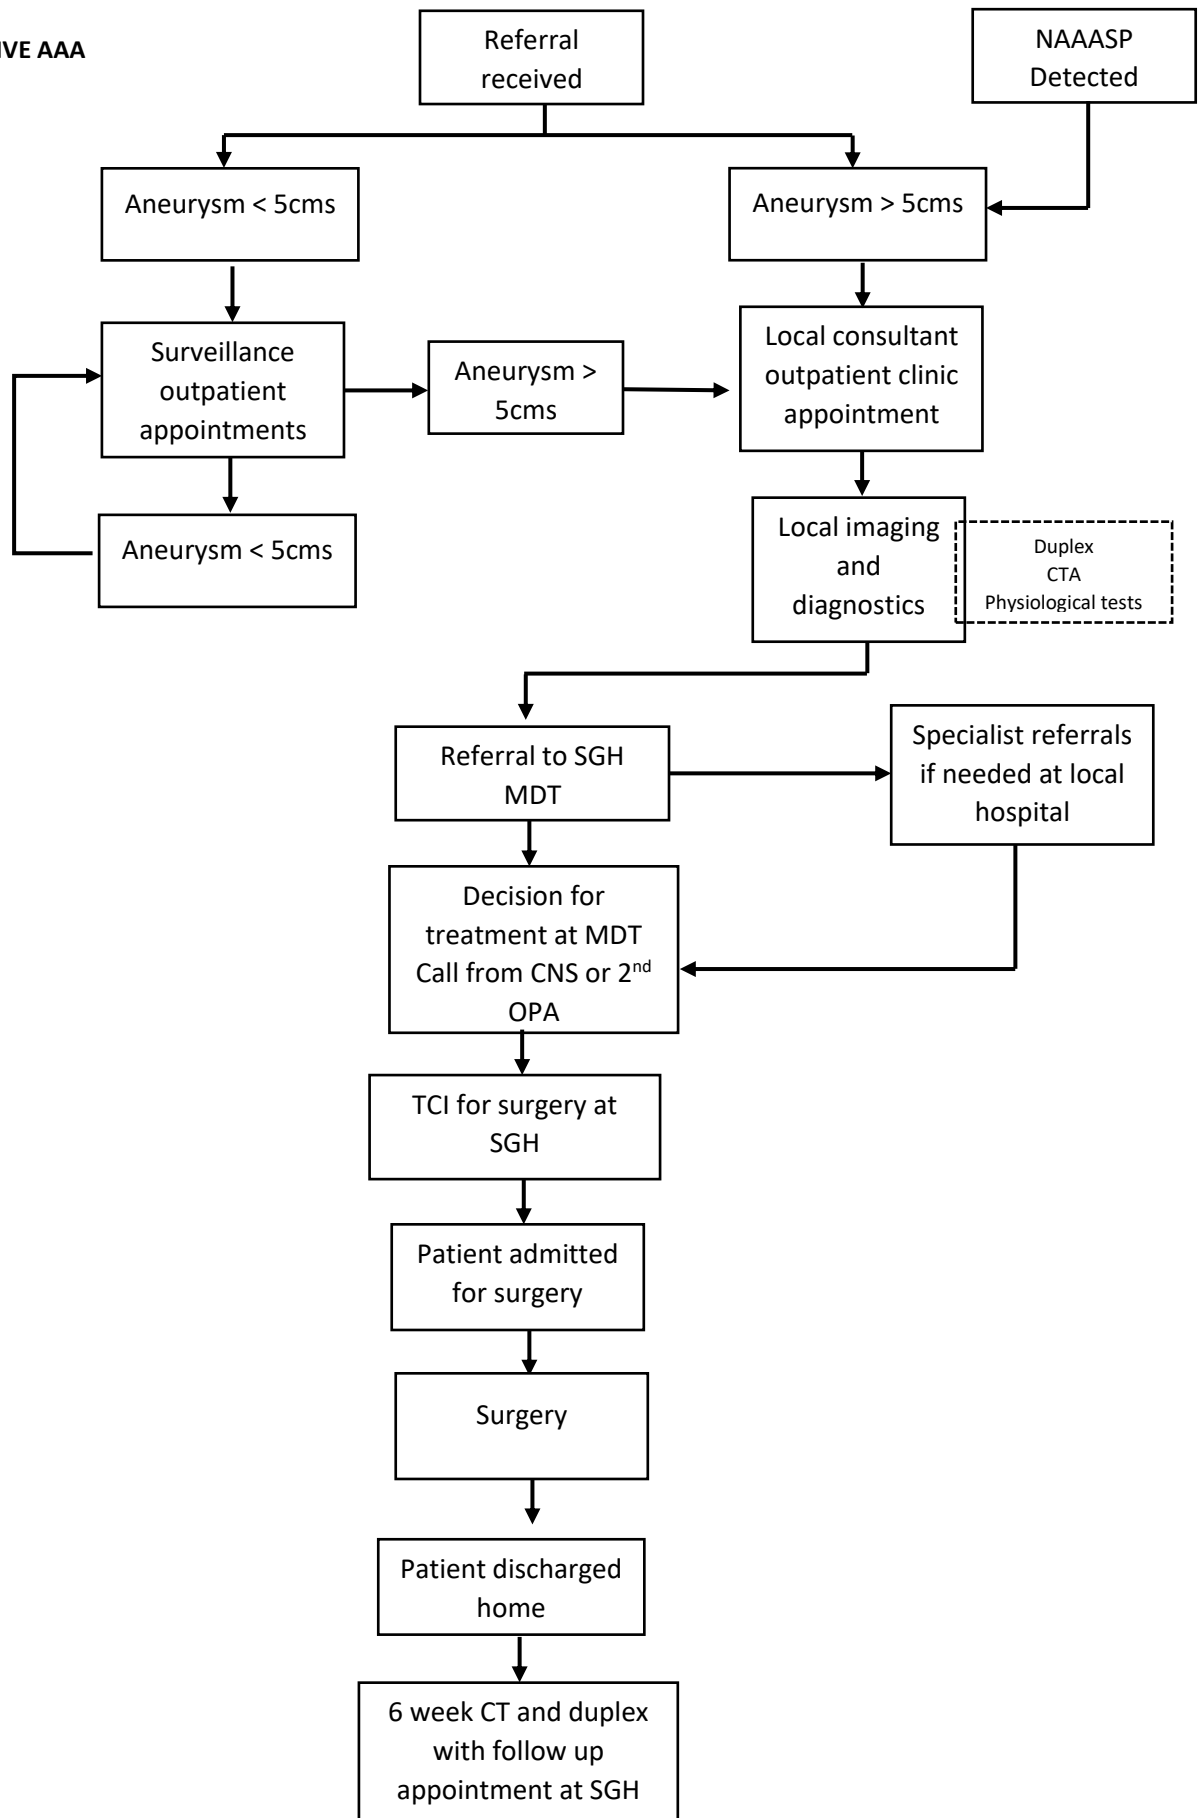 AAA
Referral
received
NAAASP
Detected
Aneurysm < 5cms
Aneurysm > 5cms
Surveillance
outpatient
appointments
Aneurysm >
5cms
Local consultant
outpatient clinic
appointment
Aneurysm < 5cms
Local imaging
and
diagnostics
Duplex
CTA
Physiological tests
Referral to SGH
MDT
Specialist referrals
if needed at local
hospital
Decision for
treatment at MDT
Call from CNS or 2nd
OPA
TCI for surgery at
SGH
Patient admitted
for surgery
Surgery
Patient discharged
home
6 week CT and duplex
with follow up
appointment at SGH